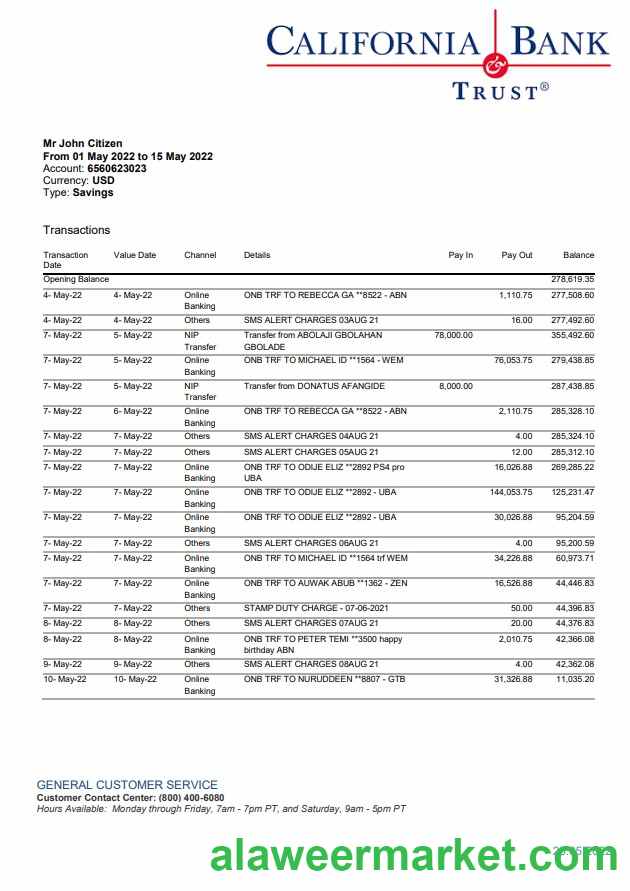 CALIFORNIA & BANK
TRUST®
Mr John Citizen
From 01 May 2022 to 15 May 2022
Account: 6560623023
Currency: USD
Type: Savings
Transactions
Transaction Date Value Date Channel Details Pay In Pay Out Balance
Opening Balance 278,619.35
4- May-22 4- May-22 Online Banking ONB TRF TO REBECCA GA **8522 - ABN 1,110.75 277,508.60
4- May-22 4- May-22 Others SMS ALERT CHARGES 03AUG 21 16.00 277,492.60
7- May-22 5- May-22 NIP Transfer Transfer from ABOLAJI GBOLAHAN GBOLADE 78,000.00 355,492.60
7- May-22 5- May-22 Online Banking ONB TRF TO MICHAEL ID **1564 - WEM 76,053.75 279,438.85
7- May-22 5- May-22 NIP Transfer Transfer from DONATUS AFANGIDE 8,000.00 287,438.85
7- May-22 6- May-22 Online Banking ONB TRF TO REBECCA GA **8522 - ABN 2,110.75 285,328.10
7- May-22 7- May-22 Others SMS ALERT CHARGES 04AUG 21 4.00 285,324.10
7- May-22 7- May-22 Others SMS ALERT CHARGES 05AUG 21 12.00 285,312.10
7- May-22 7- May-22 Online Banking ONB TRF TO ODIJE ELIZ **2892 PS4 pro UBA 16,026.88 269,285.22
7- May-22 7- May-22 Online Banking ONB TRF TO ODIJE ELIZ **2892 - UBA 144,053.75 125,231.47
7- May-22 7- May-22 Online Banking ONB TRF TO ODIJE ELIZ **2892 - UBA 30,026.88 95,204.59
7- May-22 7- May-22 Others SMS ALERT CHARGES 06AUG 21 4.00 95,200.59
7- May-22 7- May-22 Online Banking ONB TRF TO MICHAEL ID **1564 trf WEM 34,226.88 60,973.71
7- May-22 7- May-22 Online Banking ONB TRF TO AUWAK ABUB **1362 - ZEN 16,526.88 44,446.83
7- May-22 7- May-22 Others STAMP DUTY CHARGE - 07-06-2021 50.00 44,396.83
8- May-22 8- May-22 Others SMS ALERT CHARGES 07AUG 21 20.00 44,376.83
8- May-22 8- May-22 Online Banking ONB TRF TO PETER TEMI **3500 happy birthday ABN 2,010.75 42,366.08
9- May-22 9- May-22 Others SMS ALERT CHARGES 08AUG 21 4.00 42,362.08
10- May-22 10- May-22 Online Banking ONB TRF TO NURUDDEEN **8807 - GTB 31,326.88 11,035.20
GENERAL CUSTOMER SERVICE
Customer Contact Center: (800) 400-6080
Hours Available: Monday through Friday, 7am - 7pm PT, and Saturday, 9am - 5pm PT
alaweermarket.com